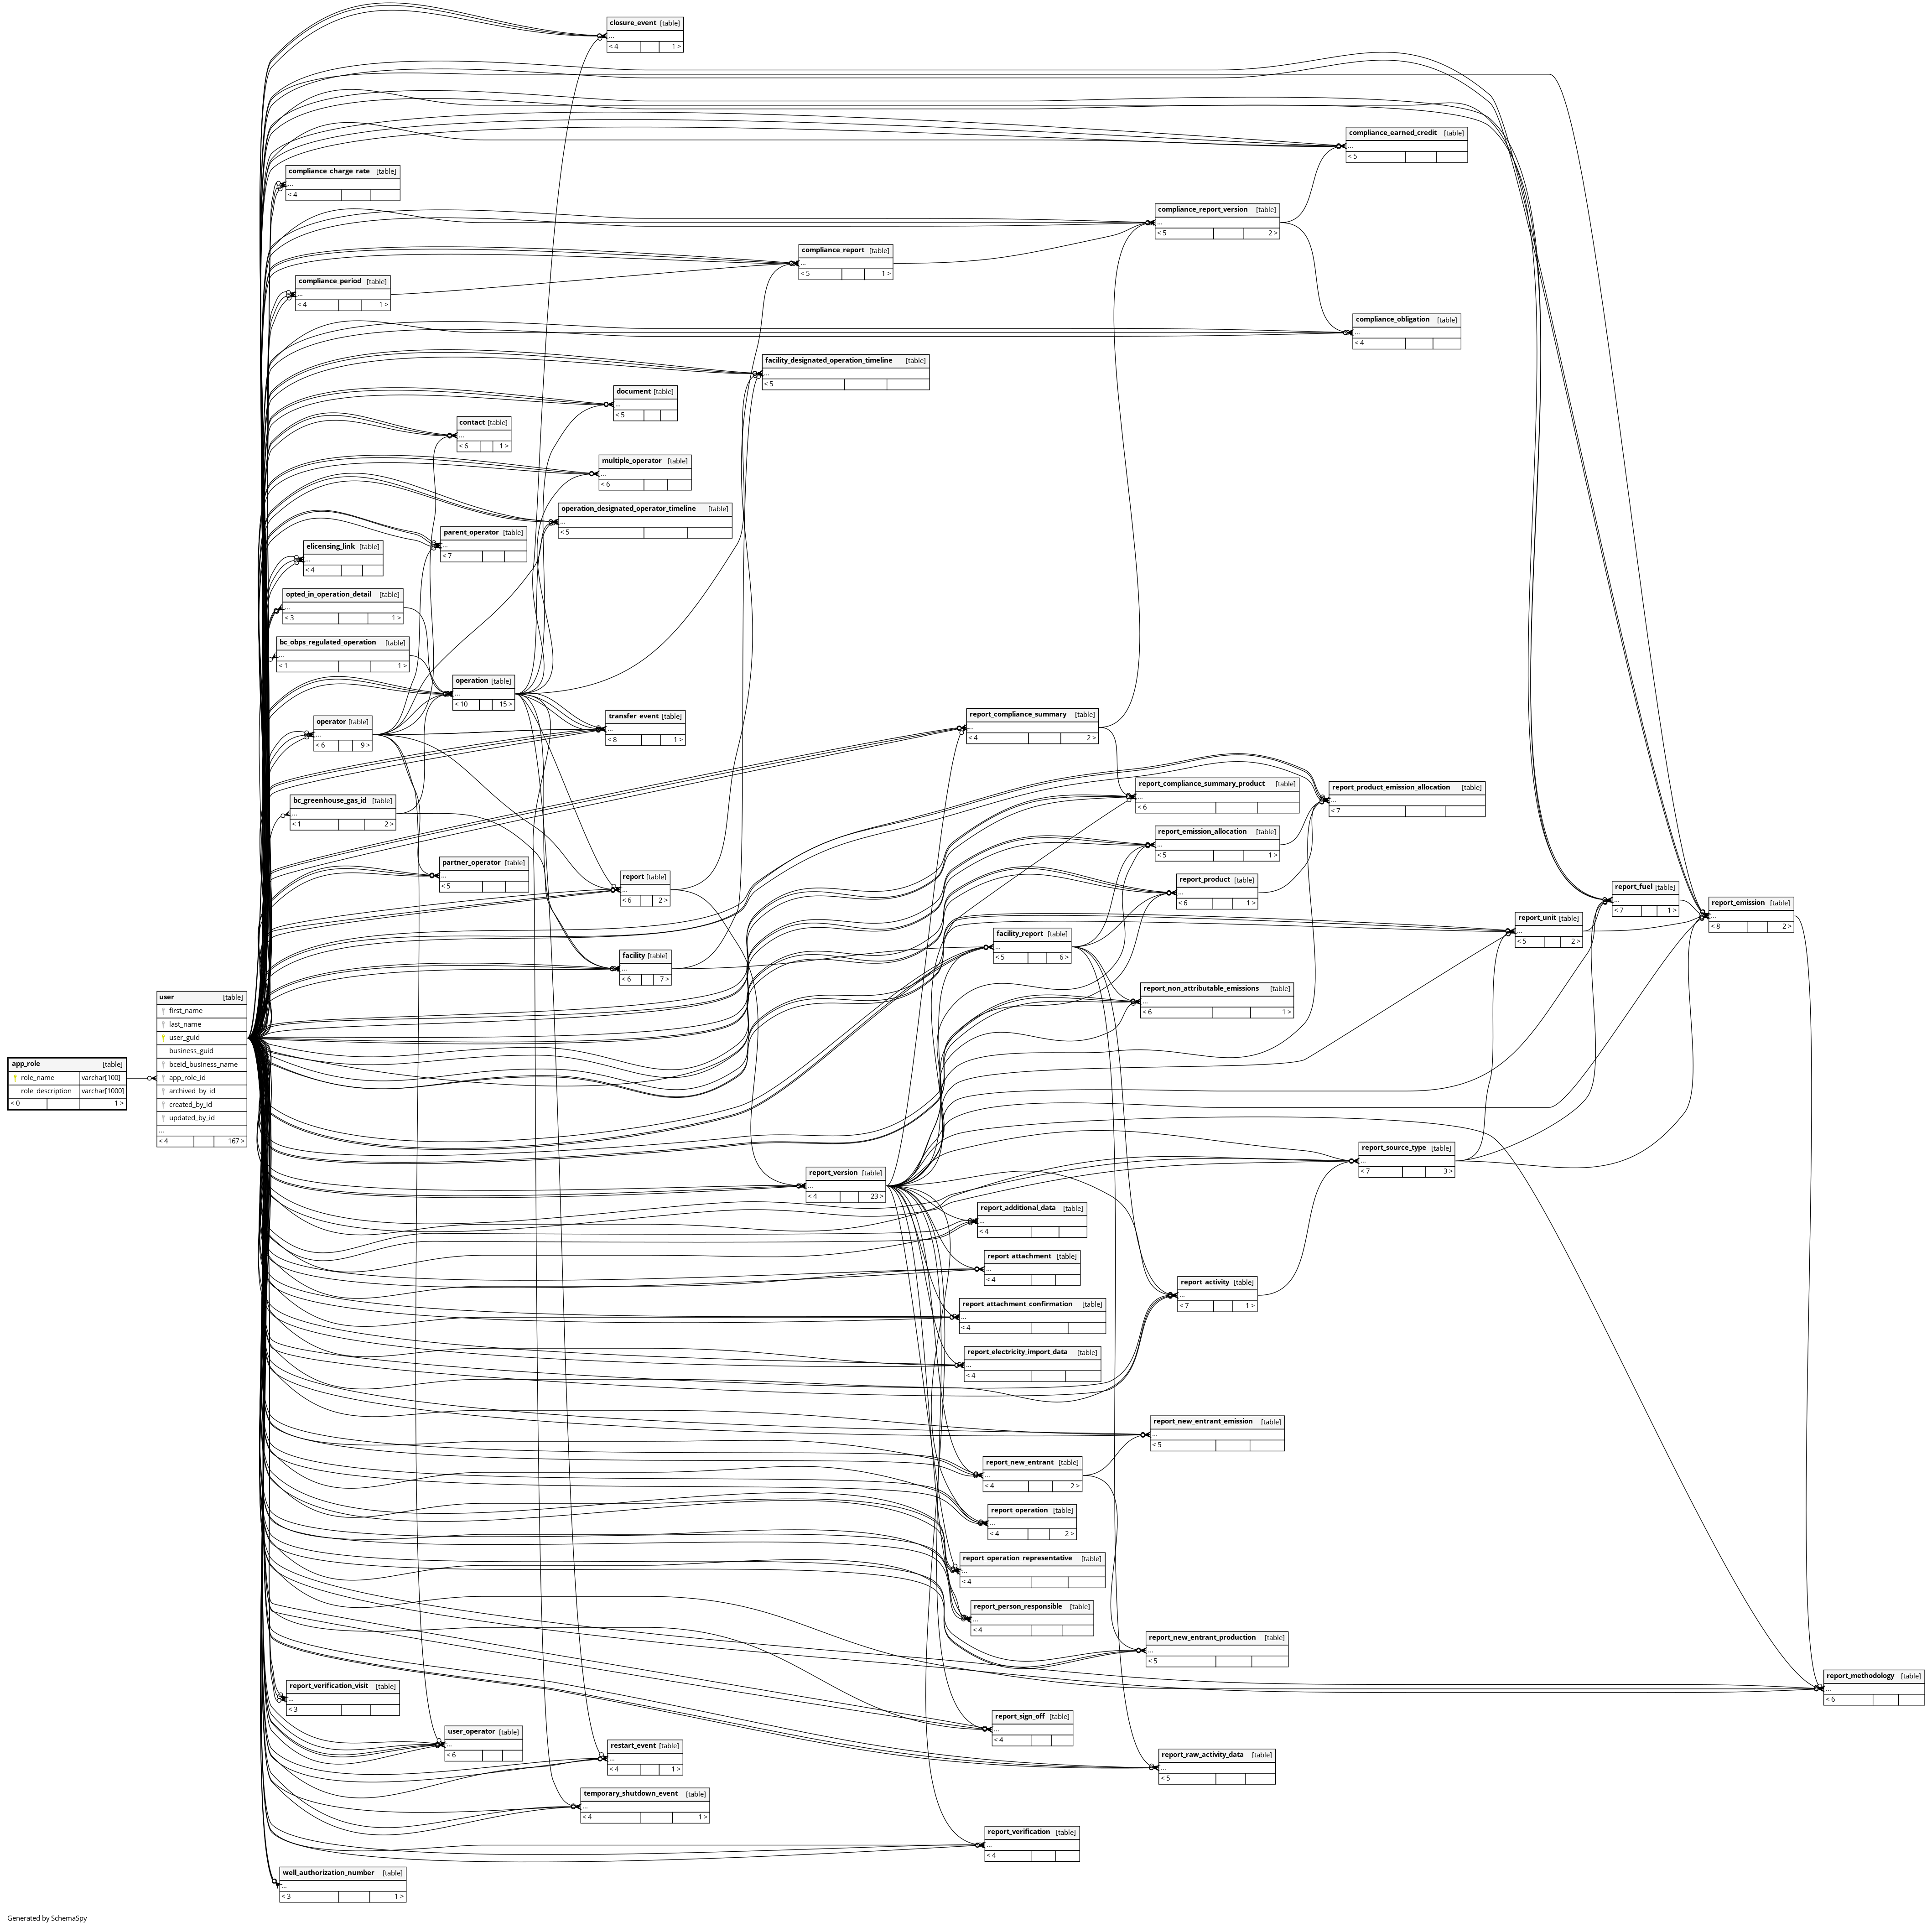 closure_event [table]
...
< 4 1 >
compliance_earned_credit [table]
...
< 5
compliance_charge_rate [table]
...
< 4
compliance_report_version [table]
...
< 5 2 >
compliance_report [table]
...
< 5 1 >
compliance_period [table]
...
< 4 1 >
compliance_obligation [table]
...
< 4
facility_designated_operation_timeline [table]
...
< 5
document [table]
...
< 5
contact [table]
...
< 6 1 >
multiple_operator [table]
...
< 6
operation_designated_operator_timeline [table]
...
< 5
parent_operator [table]
...
< 7
elicensing_link [table]
...
< 4
opted_in_operation_detail [table]
...
< 3 1 >
bc_obps_regulated_operation [table]
...
< 1 1 >
operation [table]
...
< 10 15 >
transfer_event [table]
...
< 8 1 >
operator [table]
...
< 6 9 >
report_compliance_summary [table]
...
< 4 2 >
report_compliance_summary_product [table]
...
< 6
report_product_emission_allocation [table]
...
< 7
bc_greenhouse_gas_id [table]
...
< 1 2 >
report_emission_allocation [table]
...
< 5 1 >
partner_operator [table]
...
< 5
report [table]
...
< 6 2 >
report_product [table]
...
< 6 1 >
report_fuel [table]
...
< 7 1 >
report_emission [table]
...
< 8 2 >
report_unit [table]
...
< 5 2 >
facility_report [table]
...
< 5 6 >
facility [table]
...
< 6 7 >
report_non_attributable_emissions [table]
...
< 6 1 >
user [table]
first_name
last_name
user_guid
business_guid
bceid_business_name
app_role_id
archived_by_id
created_by_id
updated_by_id
...
< 4 167 >
app_role [table]
role_name varchar[100]
role_description varchar[1000]
< 0 1 >
report_source_type [table]
...
< 7 3 >
report_version [table]
...
< 4 23 >
report_additional_data [table]
...
< 4
report_attachment [table]
...
< 4
report_activity [table]
...
< 7 1 >
report_attachment_confirmation [table]
...
< 4
report_electricity_import_data [table]
...
< 4
report_new_entrant_emission [table]
...
< 5
report_new_entrant [table]
...
< 4 2 >
report_operation [table]
...
< 4 2 >
report_operation_representative [table]
...
< 4
report_person_responsible [table]
...
< 4
report_new_entrant_production [table]
...
< 5
report_methodology [table]
...
< 6
report_verification_visit [table]
...
< 3
report_sign_off [table]
...
< 4
user_operator [table]
...
< 6
restart_event [table]
...
< 4 1 >
report_raw_activity_data [table]
...
< 5
temporary_shutdown_event [table]
...
< 4 1 >
report_verification [table]
...
< 4
well_authorization_number [table]
...
< 3 1 >
Generated by SchemaSpy